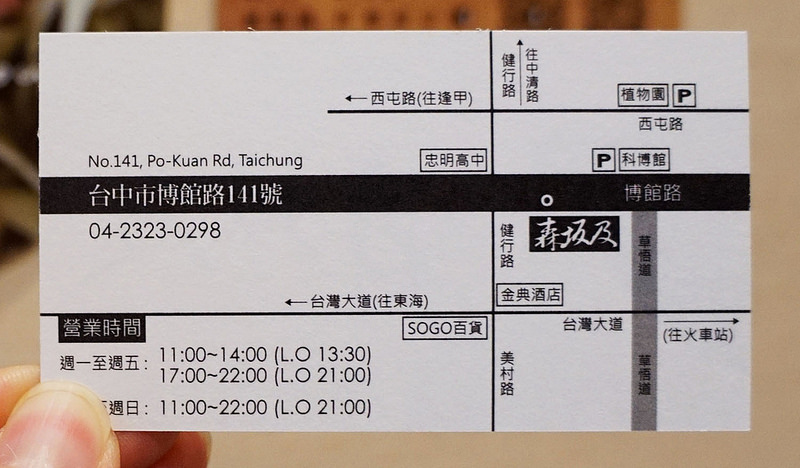 健行路
往中清路
←西屯路(往逢甲)
植物園 P
西屯路
No.141, Po-Kuan Rd, Taichung
忠明高中
P 科博館
台中市博館路141號
博館路
04-2323-0298
健行路
森坂及
草悟道
金典酒店
←台灣大道(往東海)
營業時間
SOGO百貨
台灣大道
(往火車站)
週一至週五: 11:00~14:00 (L.O 13:30)
17:00~22:00 (L.O 21:00)
美村路
草悟道
至週日: 11:00~22:00 (L.O 21:00)